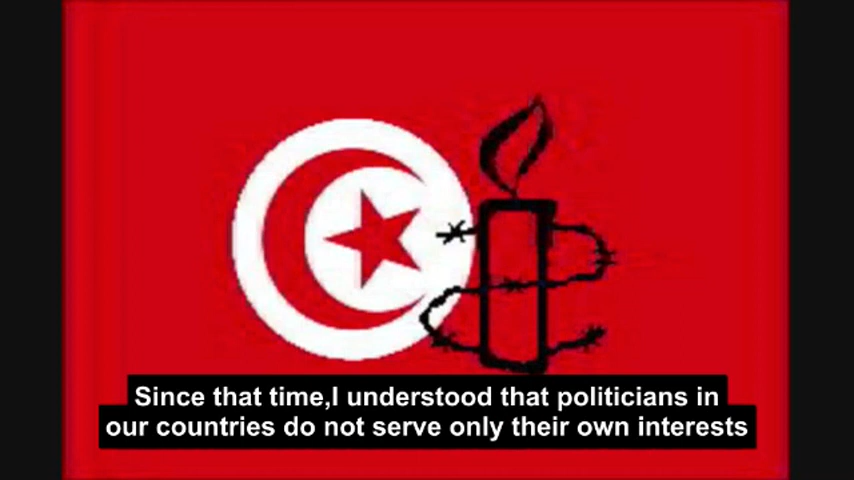 Since that time,I understood that politicians in
our countries do not serve only their own interests